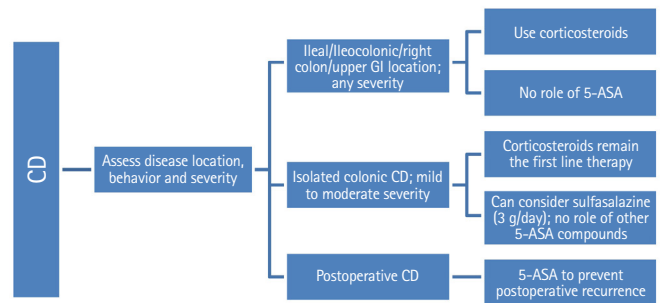 CD
Assess disease location,
behavior and severity
Ileal/Ileocolonic/right
colon/upper GI location;
any severity
Use corticosteroids
No role of 5-ASA
Isolated colonic CD; mild
to moderate severity
Corticosteroids remain
the first line therapy
Can consider sulfasalazine
(3 g/day); no role of other
5-ASA compounds
Postoperative CD
5-ASA to prevent
postoperative recurrence